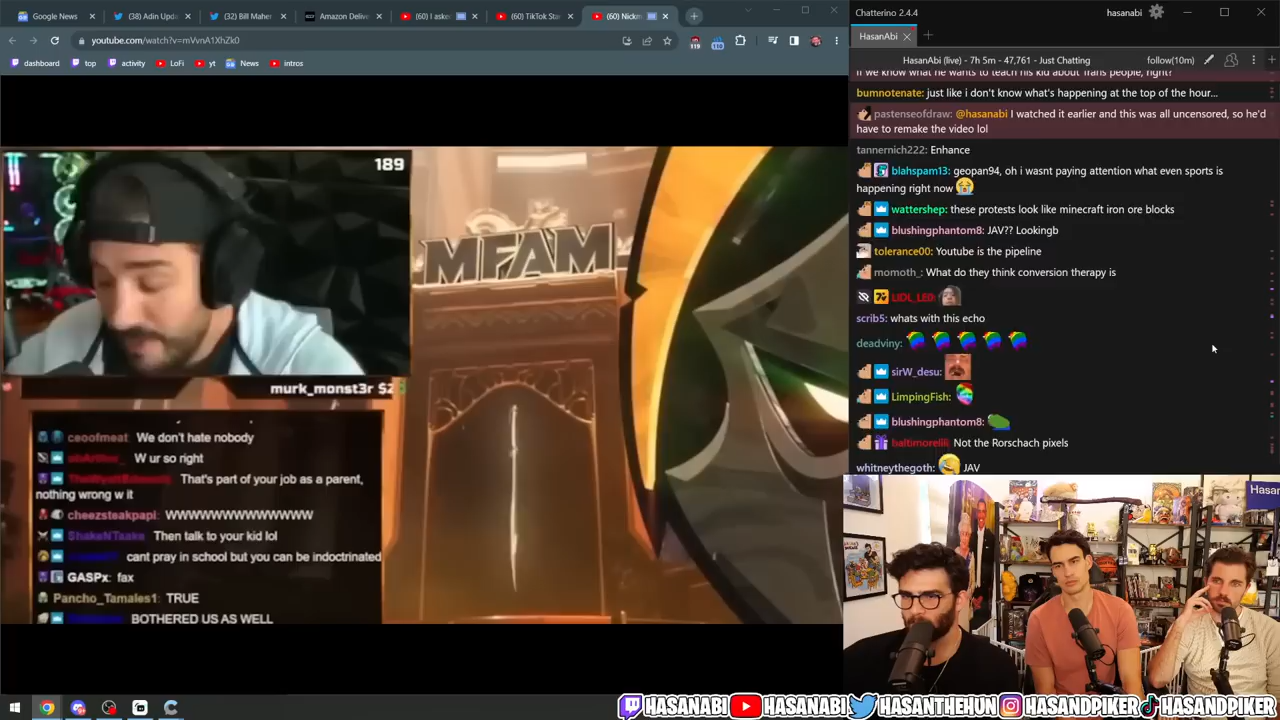 Google News
(38) Adin Upda
(32) Bill Maher
Amazon Delive
(60) I aske
(60) TikTok Sta
(60) Nickm
youtube.com/watch?v=mVvnA1XhZk0
119
dashboard
top
activity
LoFi
yt
News
intros
189
MFAM
murk_monst3r $2
ceoofmeat: We don't hate nobody
W ur so right
That's part of your job as a parent,
nothing wrong w it
cheezsteakpapi: WWWWWWWWWWWWWW
ShakeNTaake: Then talk to your kid lol
cant pray in school but you can be indoctrinated
GASPx: fax
Pancho_Tamales1: TRUE
BOTHERED US AS WELL
Chatterino 2.4.4
hasanabi
HasanAbi
HasanAbi (live) - 7h 5m - 47,761 - Just Chatting
follow(10m)
if we know what he wants to teach his kid about Trans people, right?
bumnotenate: just like i don't know what's happening at the top of the hour...
pastenseofdraw: @hasanabi I watched it earlier and this was all uncensored, so he'd
have to remake the video lol
tannernich222: Enhance
blahspam13: geopan94, oh i wasnt paying attention what even sports is
happening right now
wattershep: these protests look like minecraft iron ore blocks
blushingphantom8: JAV?? Lookingb
tolerance00: Youtube is the pipeline
momoth_: What do they think conversion therapy is
LIDL_LED:
scrib5: whats with this echo
deadviny:
sirW_desu:
LimpingFish:
blushingphantom8:
Not the Rorschach pixels
whitneythegoth: JAV
Hasan
HASANABI
HASANABI
HASANTHEHUN
HASANDPIKER
HASANDPIKER